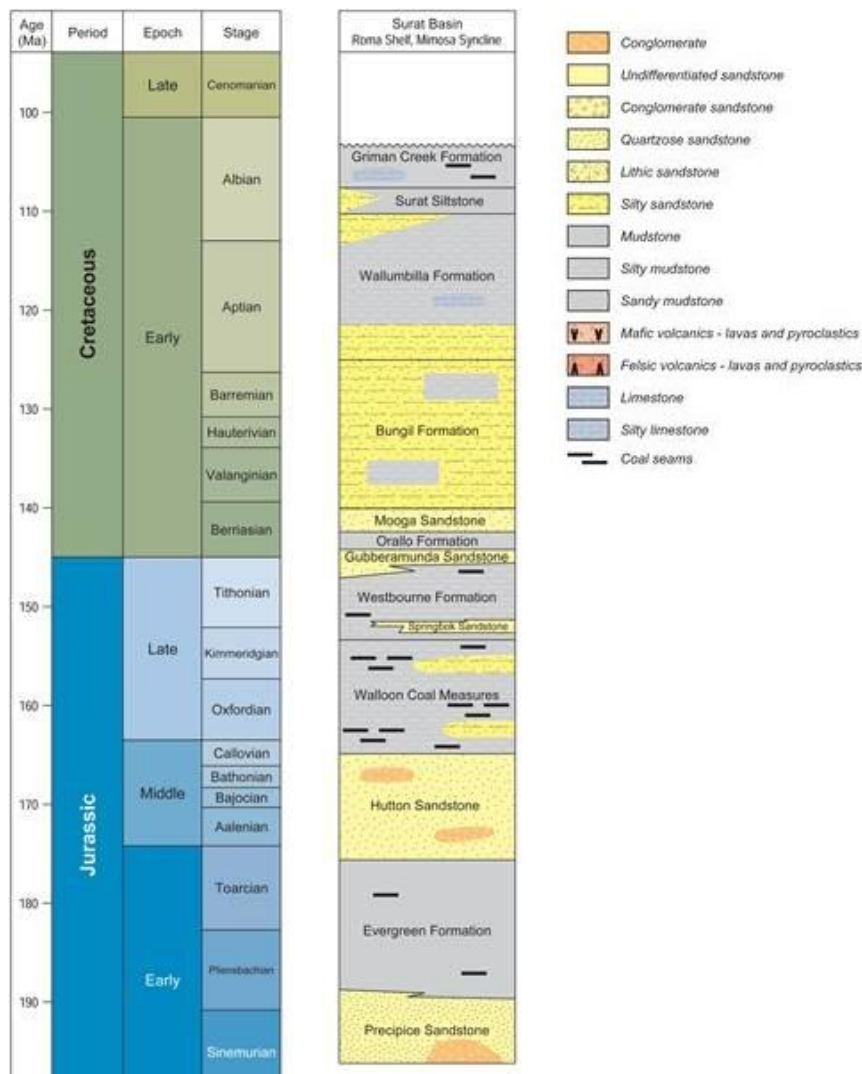 Age
(Ma)
Period
Epoch
Stage
Surat Basin
Roma Shelf, Mimosa Syncline
100
110
120
130
140
150
160
170
180
190
Cretaceous
Jurassic
Late
Early
Late
Middle
Early
Cenomanian
Albian
Aptian
Barremian
Hauterivian
Valanginian
Berriasian
Tithonian
Kimmeridgian
Oxfordian
Callovian
Bathonian
Bajocian
Aalenian
Toarcian
Pliensbachian
Sinemurian
Griman Creek Formation
Surat Siltstone
Wallumbilla Formation
Bungil Formation
Mooga Sandstone
Orallo Formation
Gubberamunda Sandstone
Westbourne Formation
Springbok Sandstone
Walloon Coal Measures
Hutton Sandstone
Evergreen Formation
Precipice Sandstone
Conglomerate
Undifferentiated sandstone
Conglomerate sandstone
Quartzose sandstone
Lithic sandstone
Silty sandstone
Mudstone
Silty mudstone
Sandy mudstone
Mafic volcanics - lavas and pyroclastics
Felsic volcanics - lavas and pyroclastics
Limestone
Silty limestone
Coal seams